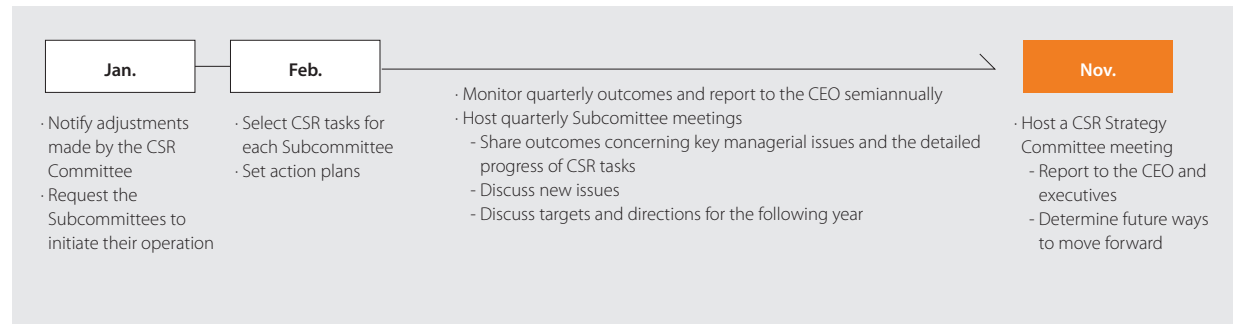 Jan.
· Notify adjustments
made by the CSR
Committee
· Request the
Subcommittees to
initiate their operation
Feb.
· Select CSR tasks for
each Subcommittee
· Set action plans
· Monitor quarterly outcomes and report to the CEO semiannually
· Host quarterly Subcomittee meetings
- Share outcomes concerning key managerial issues and the detailed
progress of CSR tasks
- Discuss new issues
- Discuss targets and directions for the following year
Nov.
· Host a CSR Strategy
Committee meeting
- Report to the CEO and
executives
- Determine future ways
to move forward